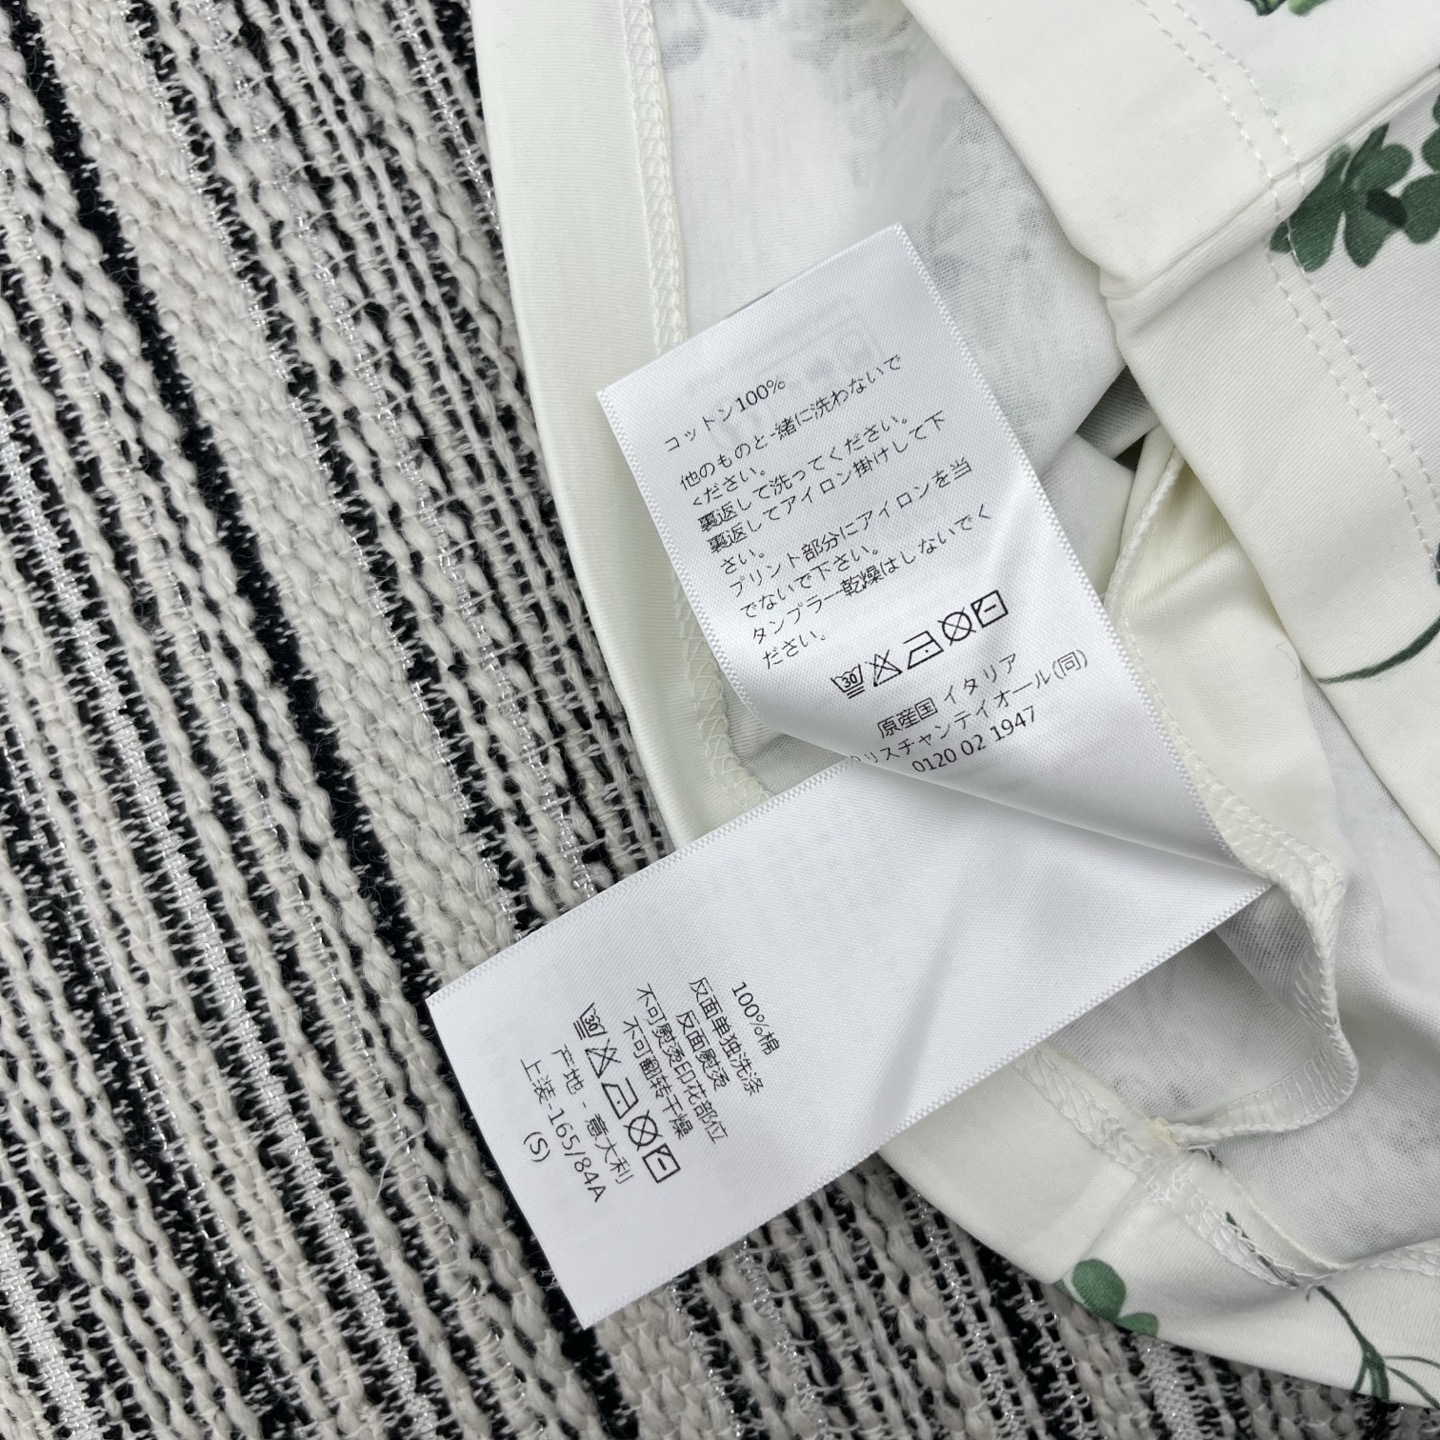 コットン100%
他のものと一緒に洗わないで
ください。
裏返して洗ってください。
裏返してアイロン掛けして下
さい。
プリント部分にアイロンを当
てないで下さい。
タンブラー乾燥はしないでく
ださい。
30
原産国 イタリア
リスチャンディオール(同)
0120 02 1947
100%棉
反面单独洗涤
反面熨烫
不可熨烫印花部位
不可翻转干燥
30
产地 - 意大利
上装-165/84A
(S)